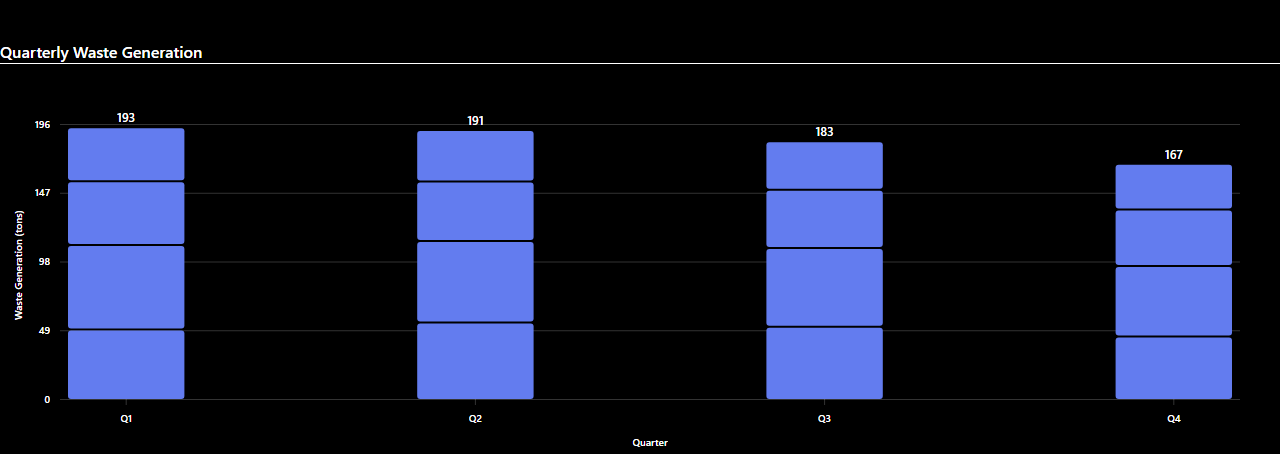 Quarterly Waste Generation
193
191
183
167
196
147
98
49
0
Waste Generation (tons)
Q1
Q2
Q3
Q4
Quarter